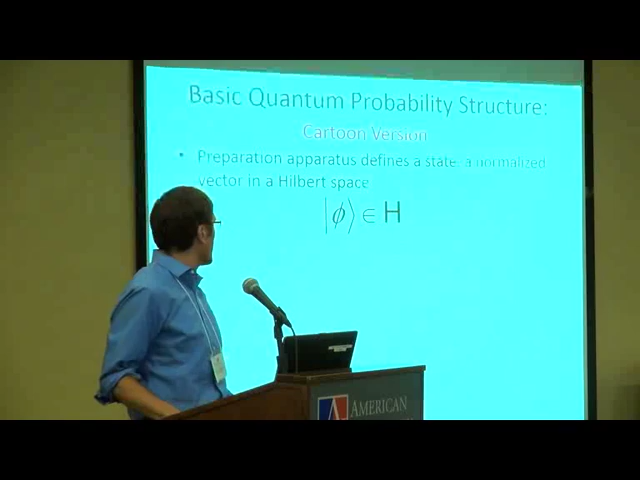 Basic Quantum Probability Structure:
Cartoon Version
• Preparation apparatus defines a state: a normalized
vector in a Hilbert space
|ϕ⟩ ∈ H
AMERICAN